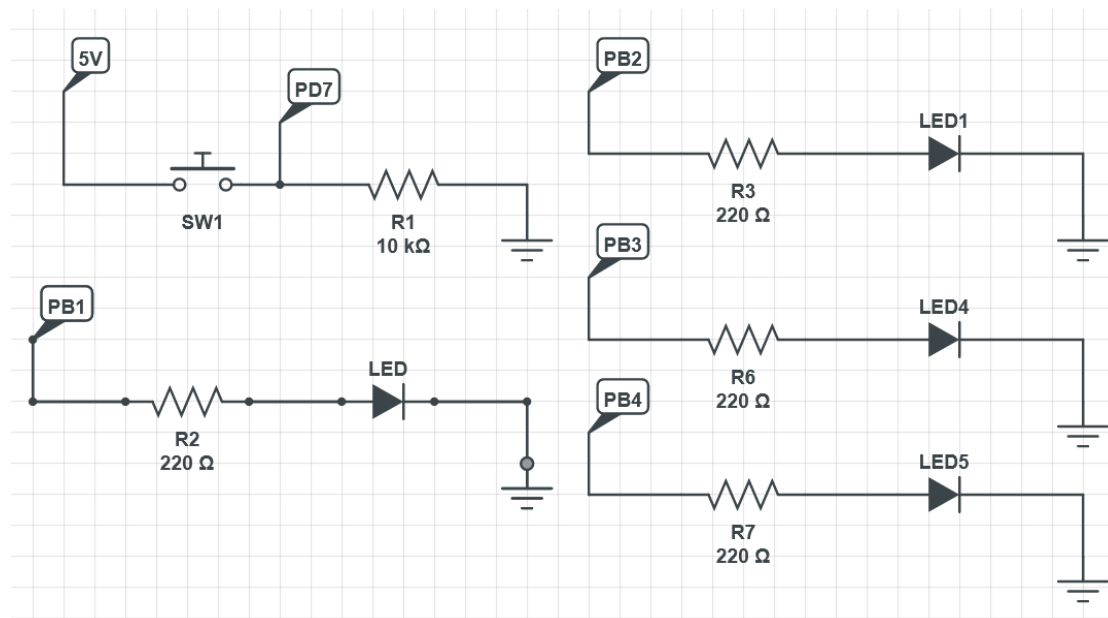 5V
PD7
SW1
R1
10 kΩ
PB1
LED
R2
220 Ω
PB2
LED1
R3
220 Ω
PB3
LED4
R6
220 Ω
PB4
LED5
R7
220 Ω